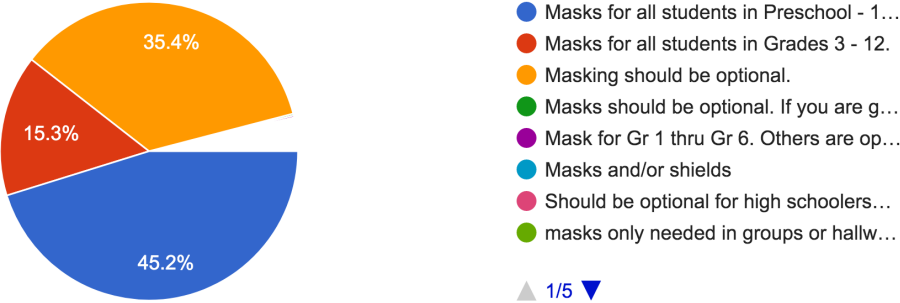 35.4%
15.3%
45.2%
Masks for all students in Preschool - 1…
Masks for all students in Grades 3 - 12.
Masking should be optional.
Masks should be optional. If you are g…
Mask for Gr 1 thru Gr 6. Others are op…
Masks and/or shields
Should be optional for high schoolers…
masks only needed in groups or hallw…
1/5